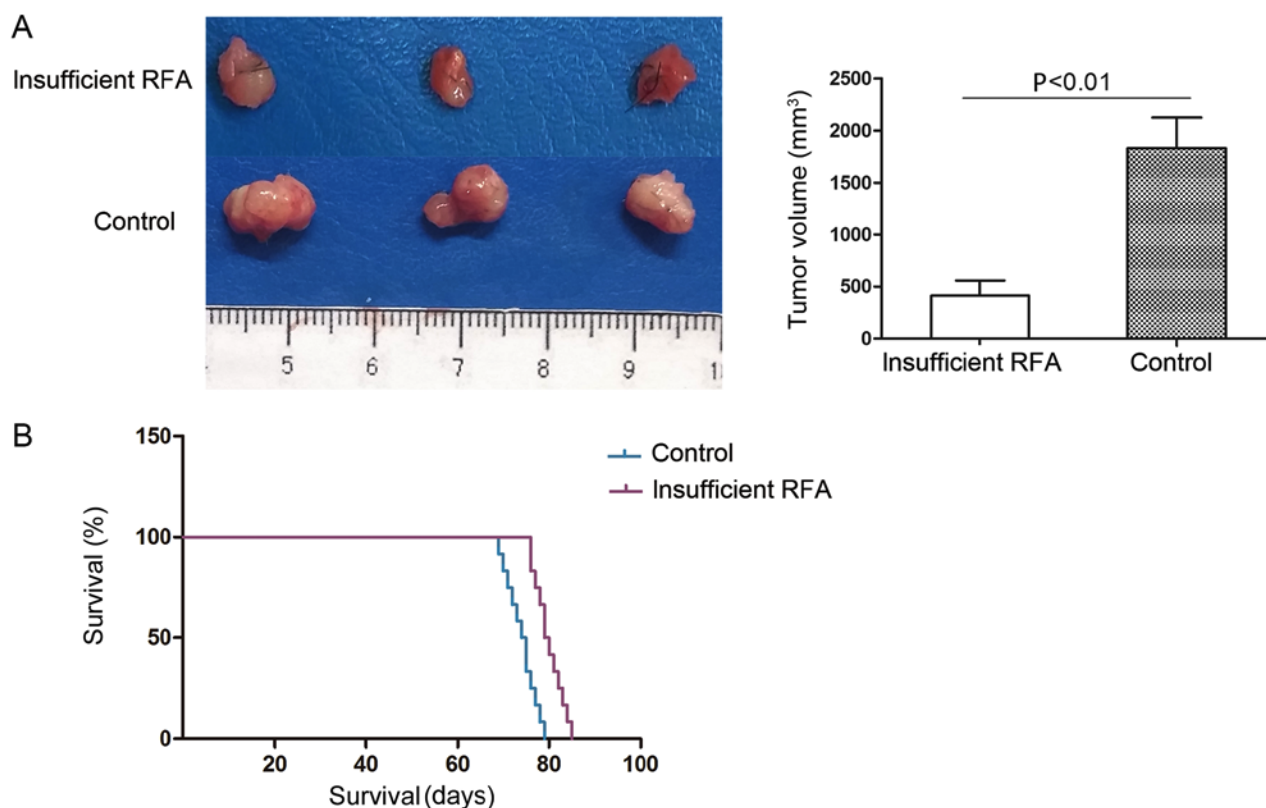 A
Insufficient RFA
Control
5 6 7 8 9
2500
2000
1500
1000
500
0
Tumor volume (mm³)
P<0.01
Insufficient RFA Control
B
150
100
50
0
Survival (%)
20 40 60 80 100
Survival (days)
Control
Insufficient RFA